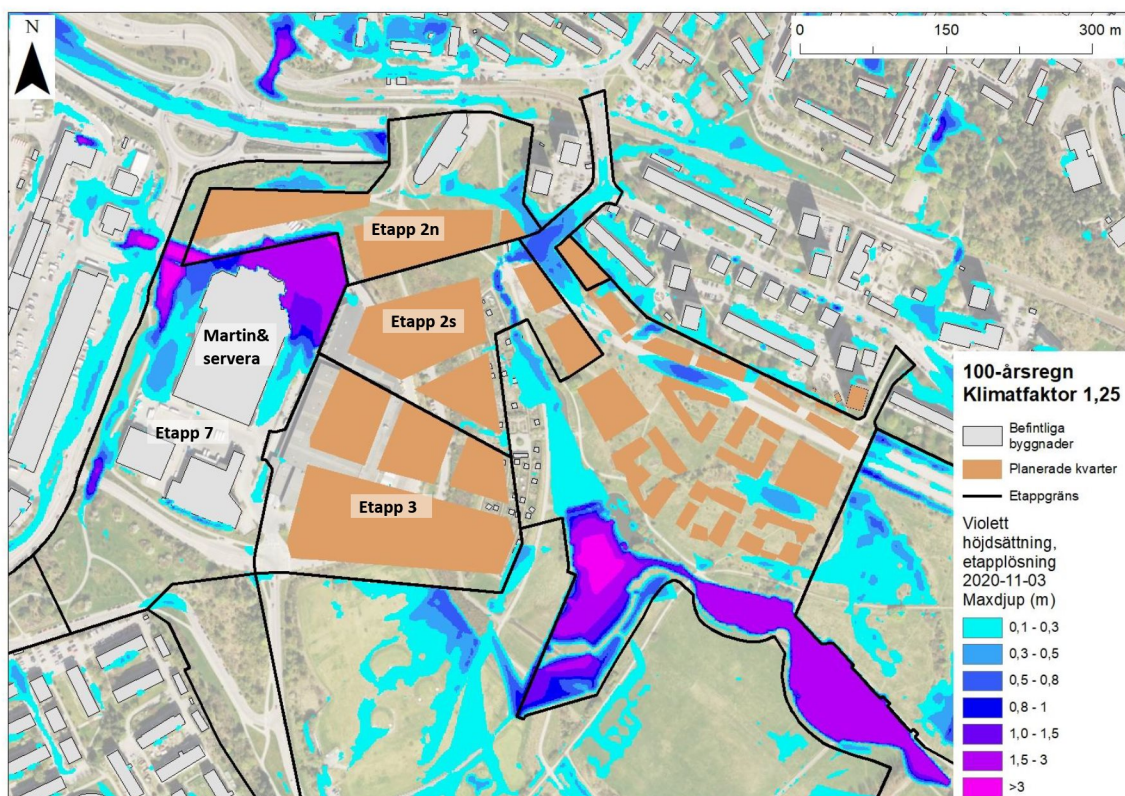 N
0 150 300 m
Etapp 2n
Etapp 2s
Martin&
servera
Etapp 7
Etapp 3
100-årsregn
Klimatfaktor 1,25
Befintliga
byggnader
Planerade kvarter
Etappgräns
Violett
höjdsättning,
etapplösning
2020-11-03
Maxdjup (m)
0,1 - 0,3
0,3 - 0,5
0,5 - 0,8
0,8 - 1
1,0 - 1,5
1,5 - 3
>3